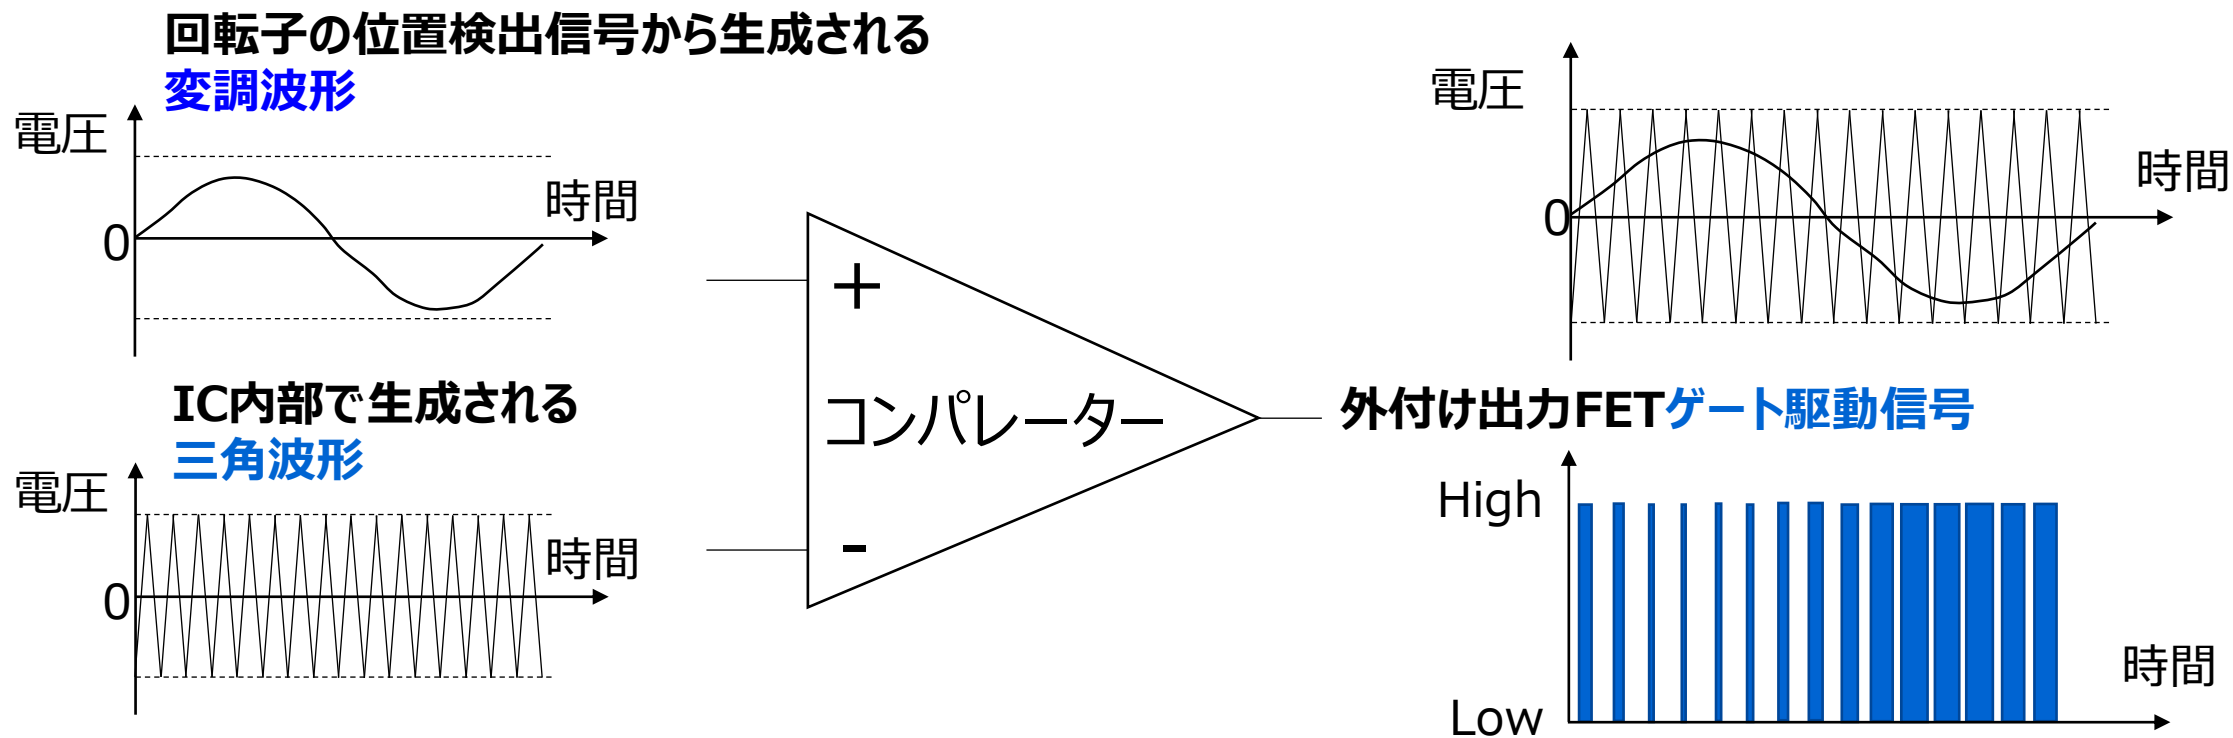 回転子の位置検出信号から生成される
変調波形
電圧
時間
0
IC内部で生成される
三角波形
電圧
時間
0
+
コンパレーター
-
電圧
時間
0
外付け出力FETゲート駆動信号
High
時間
Low